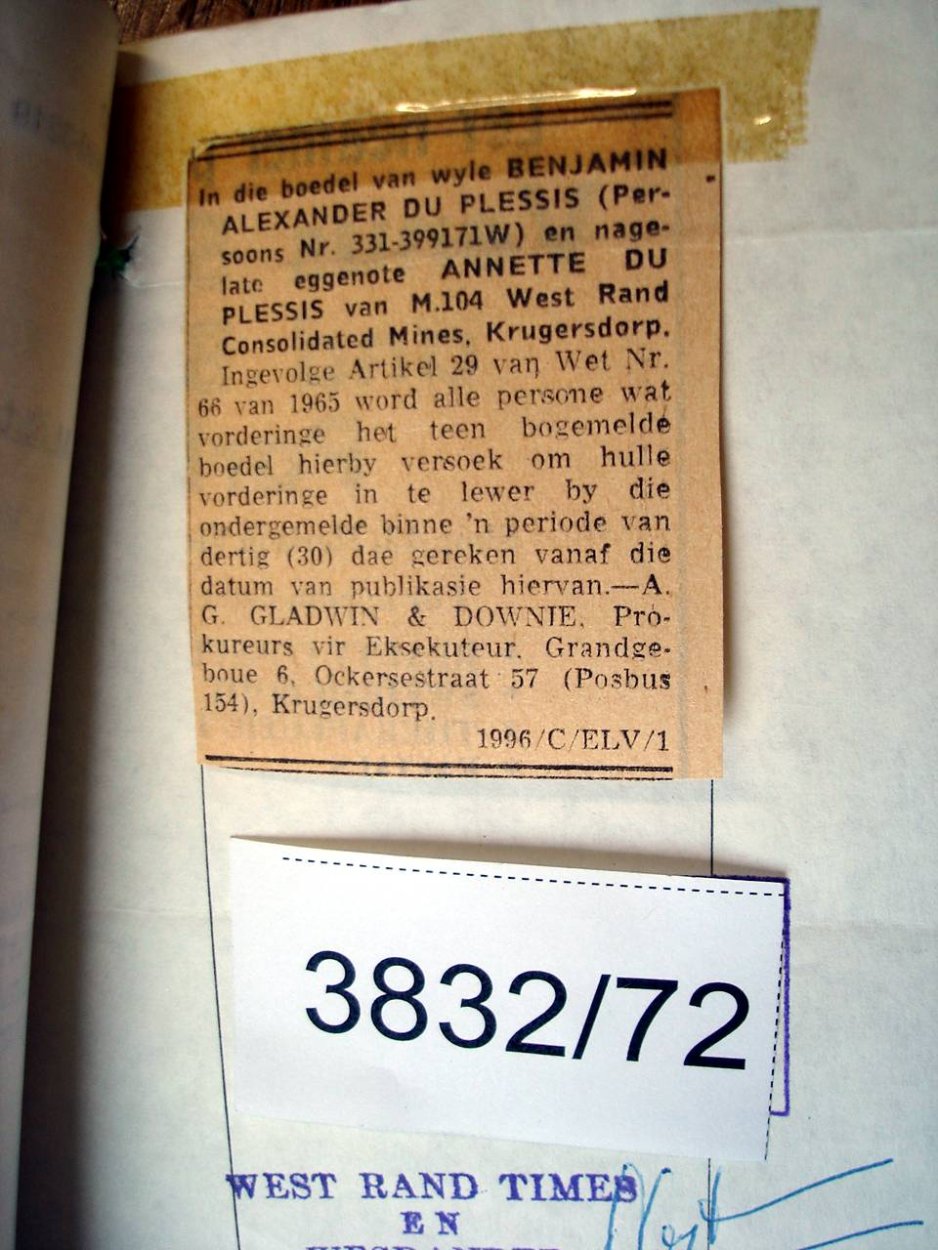 In die boedel van wyle BENJAMIN
ALEXANDER DU PLESSIS (Per-
soons Nr. 331-399171W) en nage-
late eggenote ANNETTE DU
PLESSIS van M.104 West Rand
Consolidated Mines, Krugersdorp.
Ingevolge Artikel 29 van Wet Nr.
66 van 1965 word alle persone wat
vorderinge het teen bogemelde
boedel hierby versoek om hulle
vorderinge in te lewer by die
ondergemelde binne 'n periode van
dertig (30) dae gereken vanaf die
datum van publikasie hiervan.—A.
G. GLADWIN & DOWNIE, Pro-
kureurs vir Eksekuteur, Grandge-
boue 6, Ockersestraat 57 (Posbus
154), Krugersdorp.
1996/C/ELV/1
3832/72
WEST RAND TIMES
EN